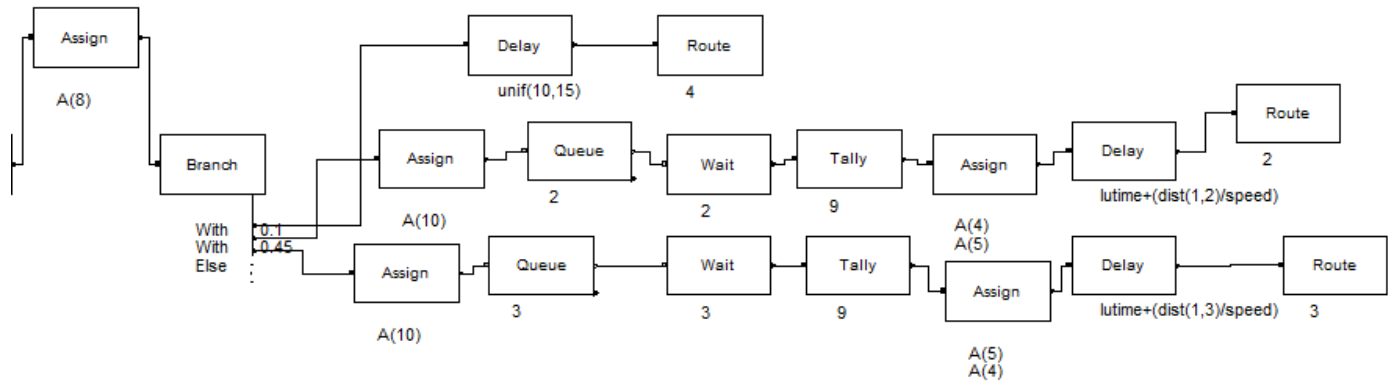 Assign
A(8)
Delay
unif(10,15)
Route
4
Branch
With 0.1
With 0.45
Else
Assign
A(10)
Queue
2
Wait
2
Tally
9
Assign
A(4)
A(5)
Delay
lutime+(dist(1,2)/speed)
Route
2
Assign
A(10)
Queue
3
Wait
3
Tally
9
Assign
A(5)
A(4)
Delay
lutime+(dist(1,3)/speed)
Route
3